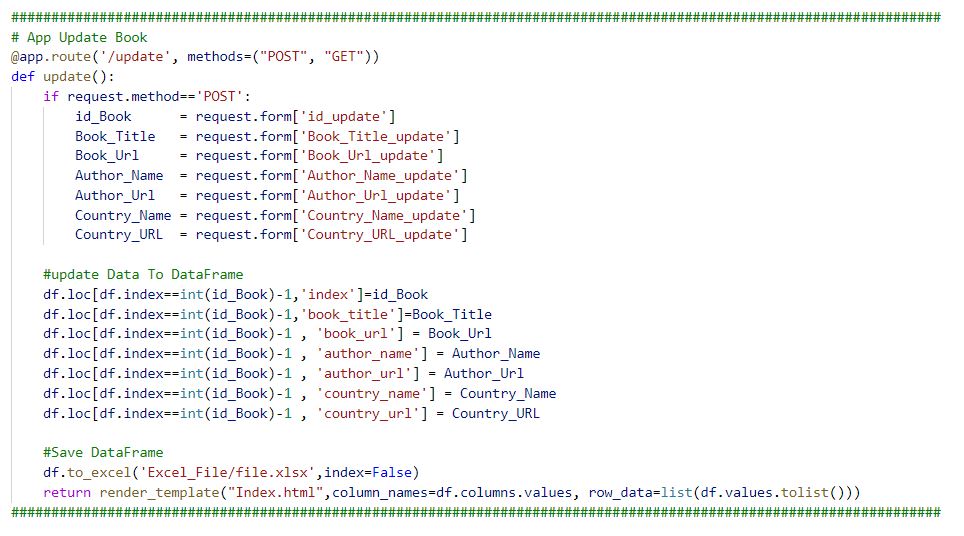 ####################################################################################################################
# App Update Book
@app.route('/update', methods=("POST", "GET"))
def update():
    if request.method=='POST':
        id_Book      = request.form['id_update']
        Book_Title   = request.form['Book_Title_update']
        Book_Url     = request.form['Book_Url_update']
        Author_Name  = request.form['Author_Name_update']
        Author_Url   = request.form['Author_Url_update']
        Country_Name = request.form['Country_Name_update']
        Country_URL  = request.form['Country_URL_update']
    #update Data To DataFrame
    df.loc[df.index==int(id_Book)-1,'index']=id_Book
    df.loc[df.index==int(id_Book)-1,'book_title']=Book_Title
    df.loc[df.index==int(id_Book)-1 , 'book_url'] = Book_Url
    df.loc[df.index==int(id_Book)-1 , 'author_name'] = Author_Name
    df.loc[df.index==int(id_Book)-1 , 'author_url'] = Author_Url
    df.loc[df.index==int(id_Book)-1 , 'country_name'] = Country_Name
    df.loc[df.index==int(id_Book)-1 , 'country_url'] = Country_URL
    #Save DataFrame
    df.to_excel('Excel_File/file.xlsx',index=False)
    return render_template("Index.html",column_names=df.columns.values, row_data=list(df.values.tolist()))
####################################################################################################################